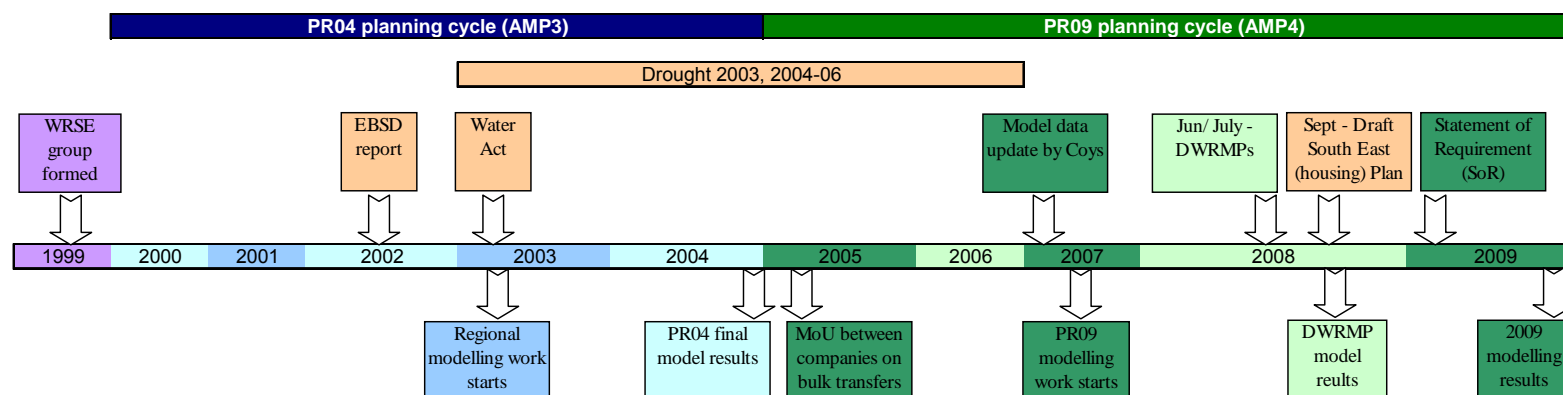 PR04 planning cycle (AMP3)
PR09 planning cycle (AMP4)
Drought 2003, 2004-06
WRSE
group
formed
EBSD
report
Water
Act
Model data
update by Coys
Jun/ July -
DWRMPs
Sept - Draft
South East
(housing) Plan
Statement of
Requirement
(SoR)
1999 2000 2001 2002 2003 2004 2005 2006 2007 2008 2009
Regional
modelling work
starts
PR04 final
model results
MoU between
companies on
bulk transfers
PR09
modelling
work starts
DWRMP
model
reults
2009
modelling
results